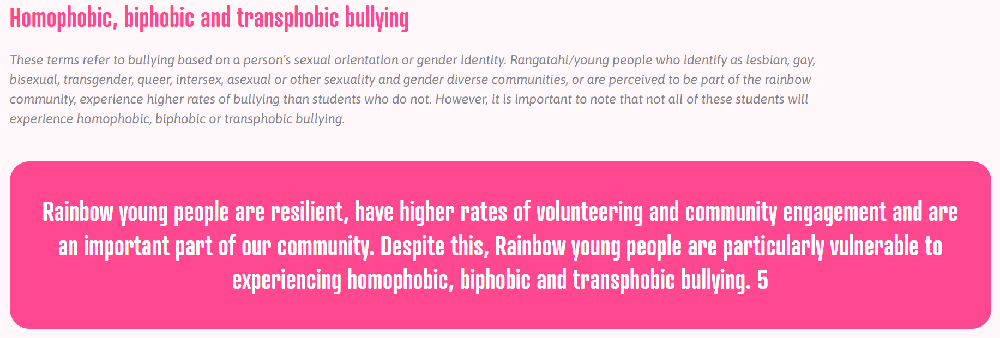 Homophobic, biphobic and transphobic bullying
These terms refer to bullying based on a person’s sexual orientation or gender identity. Rangatahi/young people who identify as lesbian, gay,
bisexual, transgender, queer, intersex, asexual or other sexuality and gender diverse communities, or are perceived to be part of the rainbow
community, experience higher rates of bullying than students who do not. However, it is important to note that not all of these students will
experience homophobic, biphobic or transphobic bullying.
Rainbow young people are resilient, have higher rates of volunteering and community engagement and are
an important part of our community. Despite this, Rainbow young people are particularly vulnerable to
experiencing homophobic, biphobic and transphobic bullying. 5